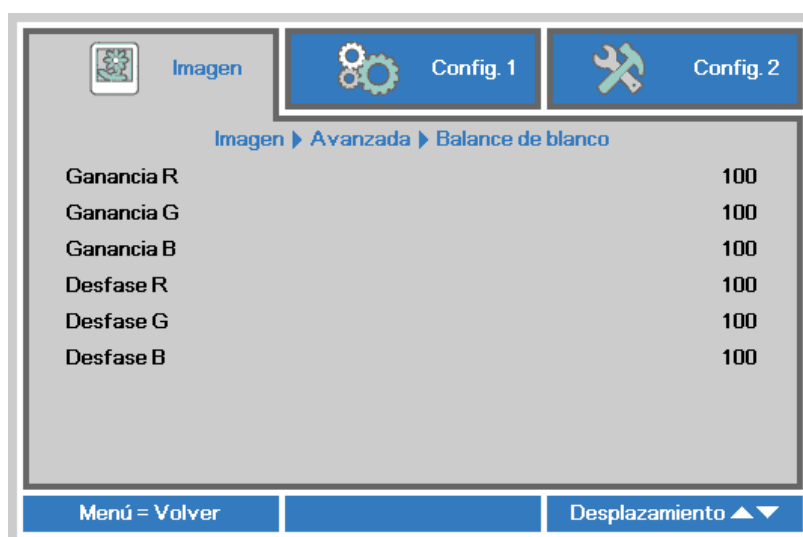 Imagen Config. 1 Config. 2
Imagen ▶ Avanzada ▶ Balance de blanco
Ganancia R 100
Ganancia G 100
Ganancia B 100
Desfase R 100
Desfase G 100
Desfase B 100
Menú = Volver Desplazamiento ▲▼